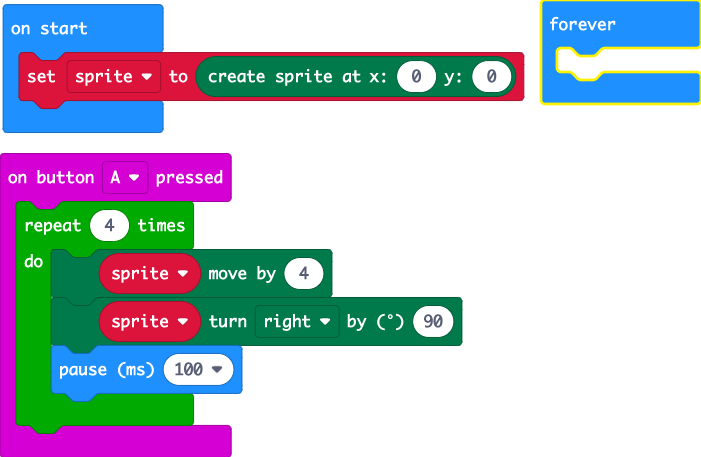 on start
set sprite to create sprite at x: 0 y: 0
forever
on button A pressed
repeat 4 times
do
sprite move by 4
sprite turn right by (°) 90
pause (ms) 100